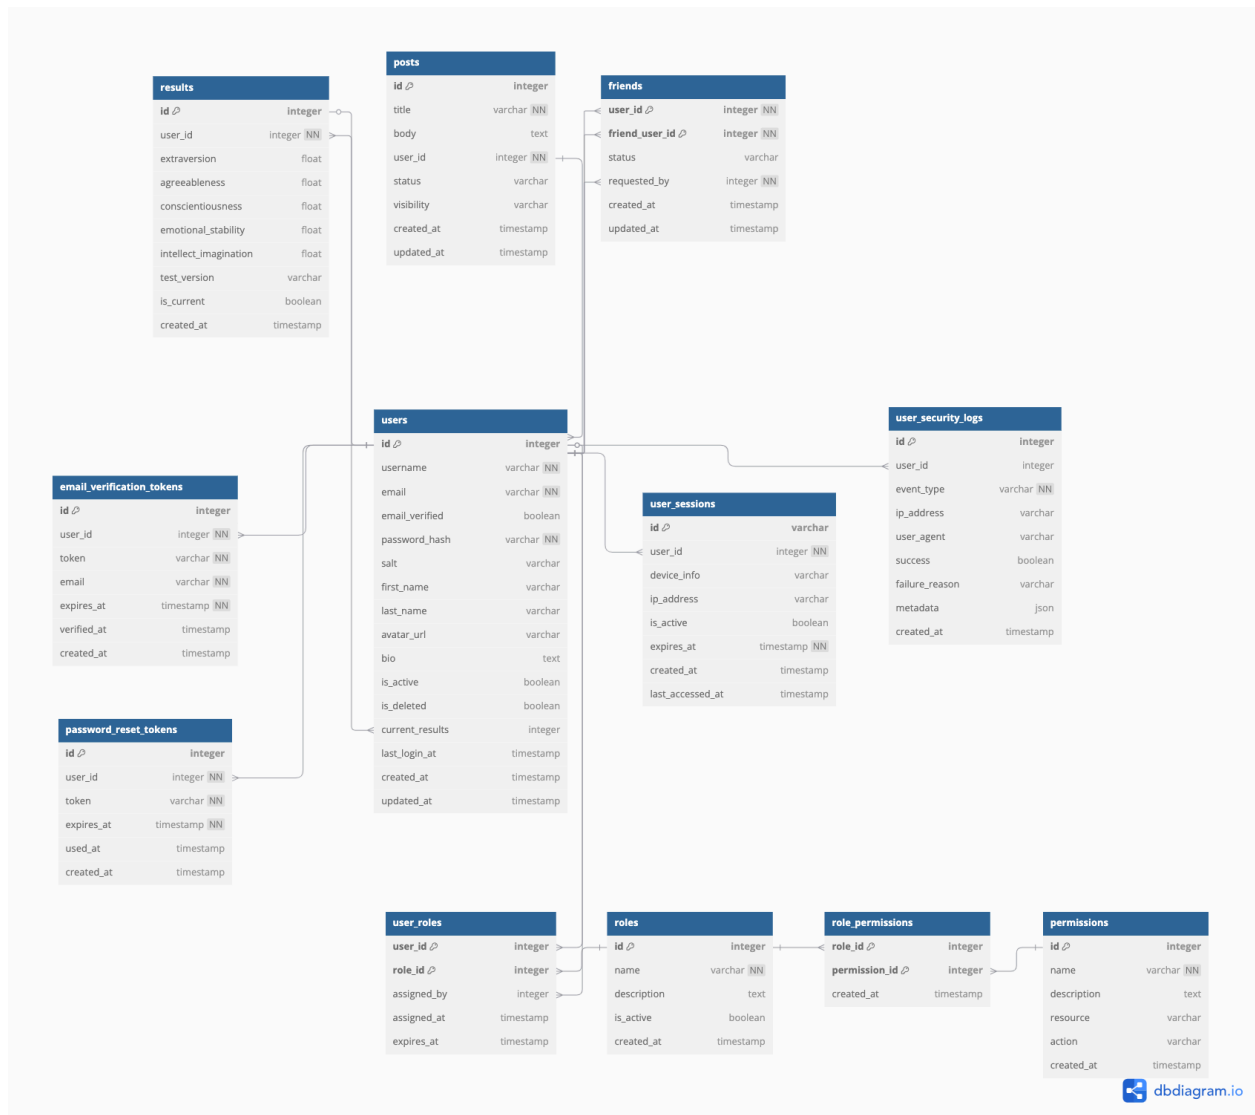 posts
id integer
title varchar NN
body text
user_id integer NN
status varchar
visibility varchar
created_at timestamp
updated_at timestamp
results
id integer
user_id integer NN
extraversion float
agreeableness float
conscientiousness float
emotional_stability float
intellect_imagination float
test_version varchar
is_current boolean
created_at timestamp
friends
user_id integer NN
friend_user_id integer NN
status varchar
requested_by integer NN
created_at timestamp
updated_at timestamp
users
id integer
username varchar NN
email varchar NN
email_verified boolean
password_hash varchar NN
salt varchar
first_name varchar
last_name varchar
avatar_url varchar
bio text
is_active boolean
is_deleted boolean
current_results integer
last_login_at timestamp
created_at timestamp
updated_at timestamp
user_security_logs
id integer
user_id integer
event_type varchar NN
ip_address varchar
user_agent varchar
success boolean
failure_reason varchar
metadata json
created_at timestamp
email_verification_tokens
id integer
user_id integer NN
token varchar NN
email varchar NN
expires_at timestamp NN
verified_at timestamp
created_at timestamp
user_sessions
id varchar
user_id integer NN
device_info varchar
ip_address varchar
is_active boolean
expires_at timestamp NN
created_at timestamp
last_accessed_at timestamp
password_reset_tokens
id integer
user_id integer NN
token varchar NN
expires_at timestamp NN
used_at timestamp
created_at timestamp
user_roles
user_id integer
role_id integer
assigned_by integer
assigned_at timestamp
expires_at timestamp
roles
id integer
name varchar NN
description text
is_active boolean
created_at timestamp
role_permissions
role_id integer
permission_id integer
created_at timestamp
permissions
id integer
name varchar NN
description text
resource varchar
action varchar
created_at timestamp
dbdiagram.io